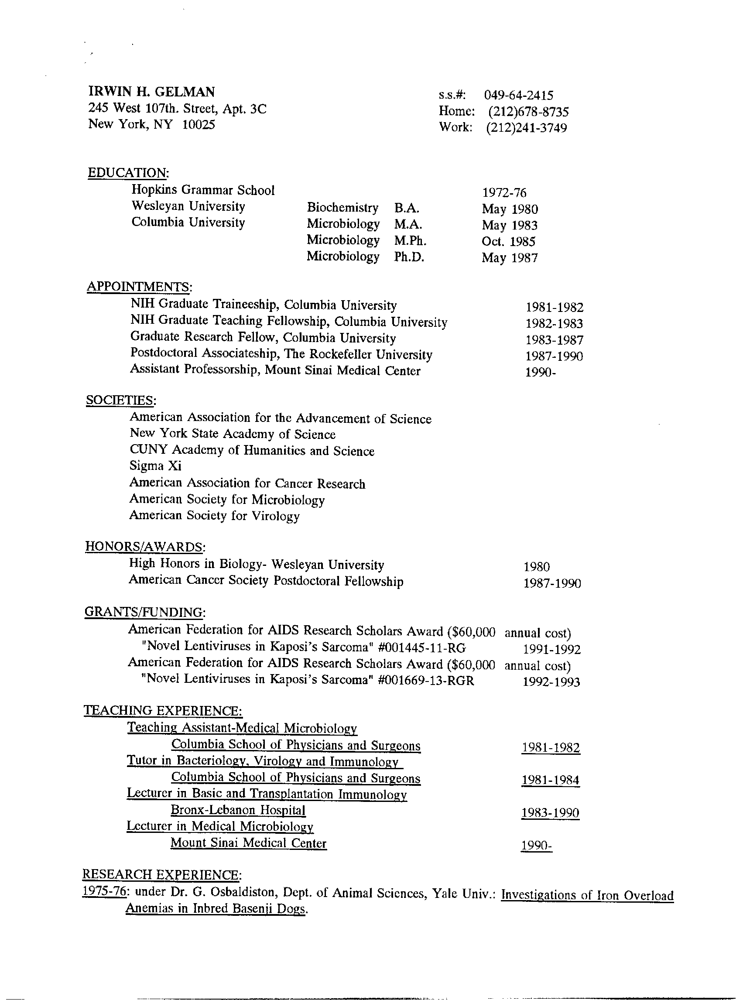 IRWIN H. GELMAN s.s.#: 049-64-2415
245 West 107th. Street, Apt. 3C Home: (212)678-8735
New York, NY 10025 Work: (212)241-3749
EDUCATION:
Hopkins Grammar School 1972-76
Wesleyan University Biochemistry B.A. May 1980
Columbia University Microbiology M.A. May 1983
Microbiology M.Ph. Oct. 1985
Microbiology Ph.D. May 1987
APPOINTMENTS:
NIH Graduate Traineeship, Columbia University 1981-1982
NIH Graduate Teaching Fellowship, Columbia University 1982-1983
Graduate Research Fellow, Columbia University 1983-1987
Postdoctoral Associateship, The Rockefeller University 1987-1990
Assistant Professorship, Mount Sinai Medical Center 1990-
SOCIETIES:
American Association for the Advancement of Science
New York State Academy of Science
CUNY Academy of Humanities and Science
Sigma Xi
American Association for Cancer Research
American Society for Microbiology
American Society for Virology
HONORS/AWARDS:
High Honors in Biology- Wesleyan University 1980
American Cancer Society Postdoctoral Fellowship 1987-1990
GRANTS/FUNDING:
American Federation for AIDS Research Scholars Award ($60,000 annual cost)
"Novel Lentiviruses in Kaposi's Sarcoma" #001445-11-RG 1991-1992
American Federation for AIDS Research Scholars Award ($60,000 annual cost)
"Novel Lentiviruses in Kaposi's Sarcoma" #001669-13-RGR 1992-1993
TEACHING EXPERIENCE:
Teaching Assistant-Medical Microbiology
Columbia School of Physicians and Surgeons 1981-1982
Tutor in Bacteriology, Virology and Immunology
Columbia School of Physicians and Surgeons 1981-1984
Lecturer in Basic and Transplantation Immunology
Bronx-Lebanon Hospital 1983-1990
Lecturer in Medical Microbiology
Mount Sinai Medical Center 1990-
RESEARCH EXPERIENCE:
1975-76: under Dr. G. Osbaldiston, Dept. of Animal Sciences, Yale Univ.: Investigations of Iron Overload
Anemias in Inbred Basenji Dogs.